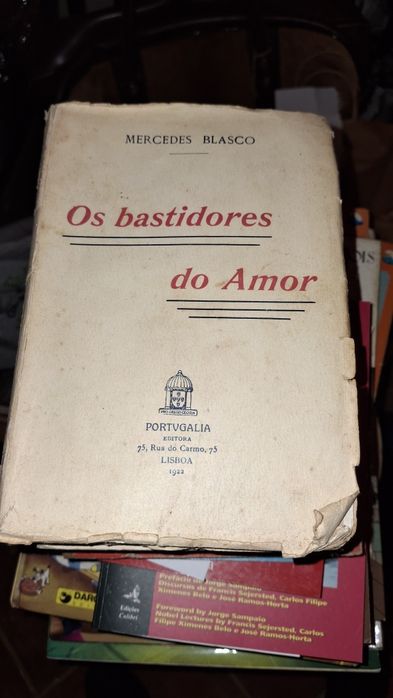 MERCEDES BLASCO
Os bastidores
do Amor
PORTVGALIA
EDITORA
75, Rua do Carmo, 75
LISBOA
1922
DARG
Edições
Prefácio de Jorge Sampaio
Discursos de Francis Sejersted, Carlos Filipe
Ximenes Belo e José Ramos-Horta
Foreword by Jorge Sampaio
Nobel Lectures by Francis Sejersted, Carlos
Filipe Ximenes Belo e José Ramos-Horta